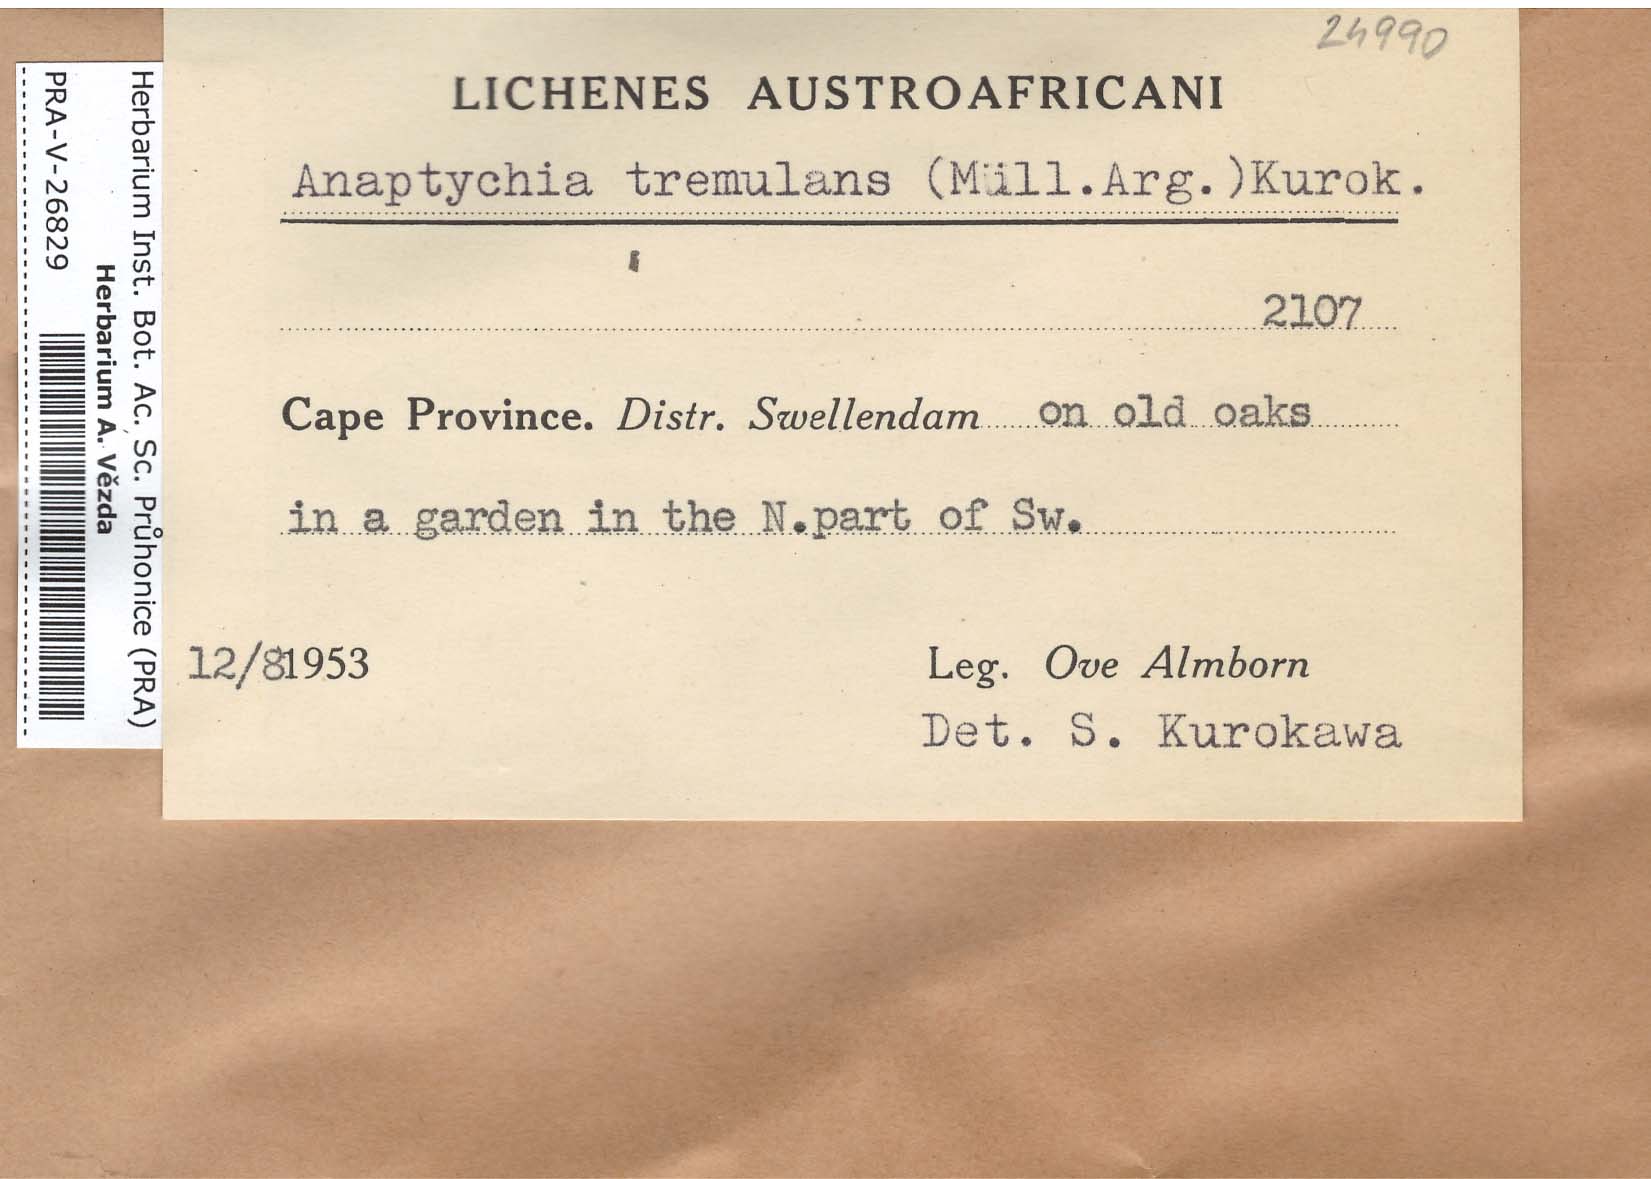 24990
LICHENES AUSTROAFRICANI
Anaptychia tremulans (Müll.Arg.)Kurok.
2107
Cape Province. Distr. Swellendam on old oaks
in a garden in the N.part of Sw.
12/81953
Leg. Ove Almborn
Det. S. Kurokawa
Herbarium Inst. Bot. Ac. Sc. Průhonice (PRA)
Herbarium A. Vězda
PRA-V-26829